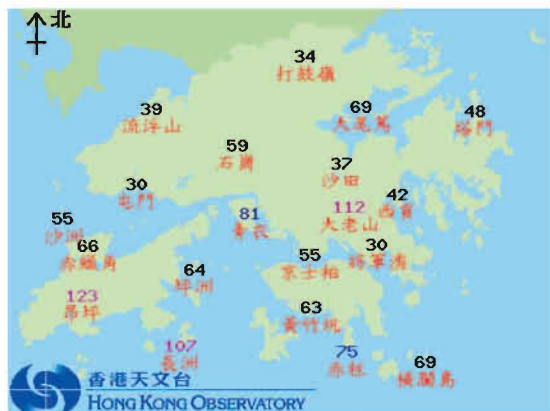 北
34
打鼓嶺
39
流浮山
69
大尾篤
48
塔門
59
石崗
37
沙田
30
屯門
112
大老山
42
西貢
81
青衣
55
沙洲
66
赤鱲角
64
坪洲
55
京士柏
30
將軍澳
123
昂坪
63
黃竹坑
107
長洲
75
赤柱
69
橫瀾島
香港天文台
HONG KONG OBSERVATORY